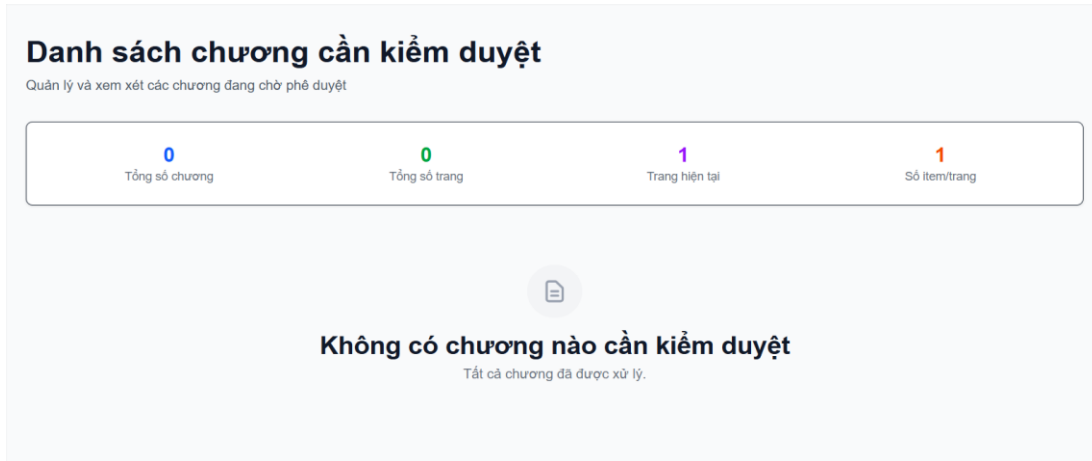 Danh sách chương cần kiểm duyệt
Quản lý và xem xét các chương đang chờ phê duyệt
0
Tổng số chương
0
Tổng số trang
1
Trang hiện tại
1
Số item/trang
Không có chương nào cần kiểm duyệt
Tất cả chương đã được xử lý.